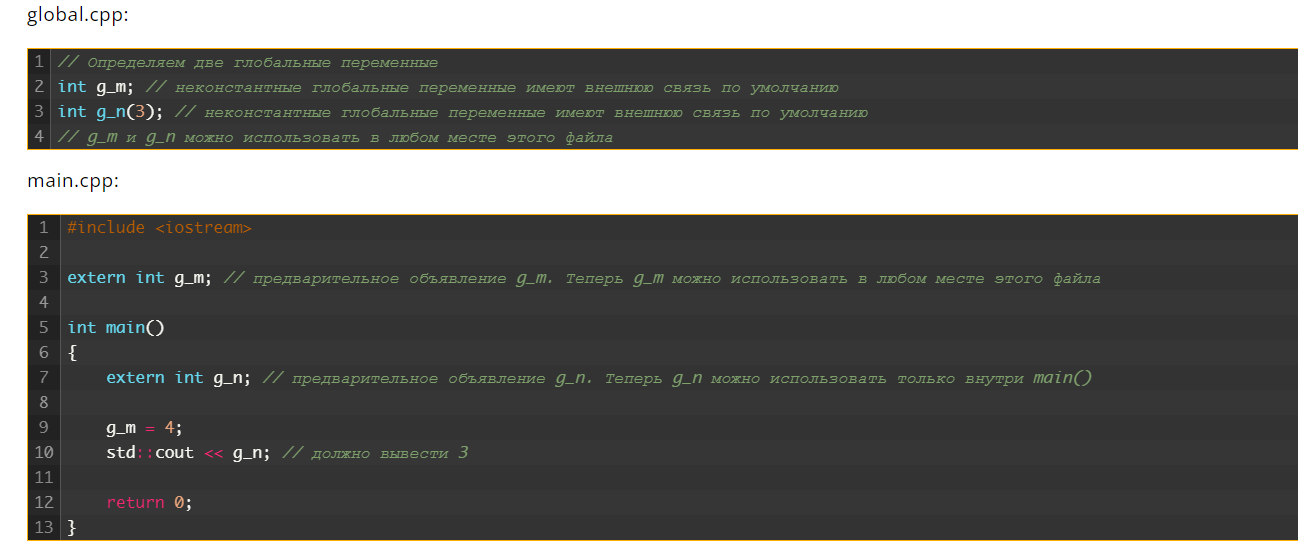 global.cpp:
1 // Определяем две глобальные переменные
2 int g_m; // неконстантные глобальные переменные имеют внешнюю связь по умолчанию
3 int g_n(3); // неконстантные глобальные переменные имеют внешнюю связь по умолчанию
4 // g_m и g_n можно использовать в любом месте этого файла
main.cpp:
1 #include <iostream>
2
3 extern int g_m; // предварительное объявление g_m. Теперь g_m можно использовать в любом месте этого файла
4
5 int main()
6 {
7 extern int g_n; // предварительное объявление g_n. Теперь g_n можно использовать только внутри main()
8
9 g_m = 4;
10 std::cout << g_n; // должно вывести 3
11
12 return 0;
13 }